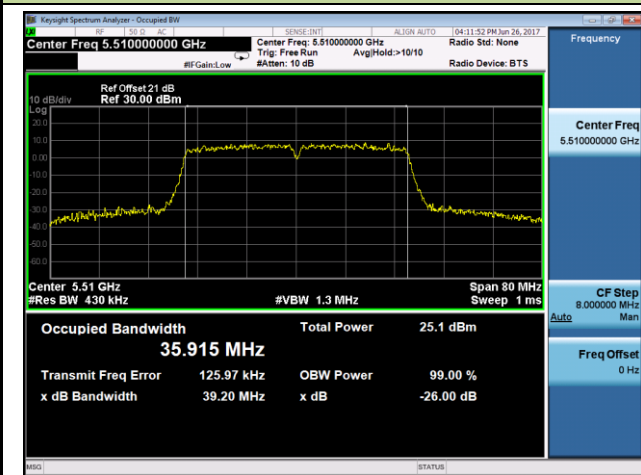 Keysight Spectrum Analyzer - Occupied BW
RF 50 Ω AC SENSE:INT ALIGN AUTO 04:11:52 PM Jun 26, 2017
Center Freq 5.510000000 GHz
Center Freq: 5.510000000 GHz
Radio Std: None
Trig: Free Run Avg|Hold:>10/10
#IFGain:Low
#Atten: 10 dB
Radio Device: BTS
Frequency
Ref Offset 21 dB
10 dB/div Ref 30.00 dBm
Log
20.0
10.0
0.00
-10.0
-20.0
-30.0
-40.0
-50.0
-60.0
Center Freq
5.510000000 GHz
Center 5.51 GHz
Span 80 MHz
#Res BW 430 kHz
#VBW 1.3 MHz
Sweep 1 ms
CF Step
8.000000 MHz
Auto Man
Freq Offset
0 Hz
Occupied Bandwidth
35.915 MHz
Total Power 25.1 dBm
Transmit Freq Error 125.97 kHz
OBW Power 99.00 %
x dB Bandwidth 39.20 MHz
x dB -26.00 dB
MSG
STATUS